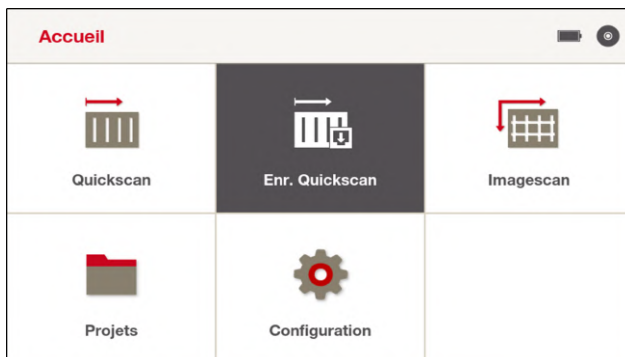 Accueil
Quickscan
Enr. Quickscan
Imagescan
Projets
Configuration